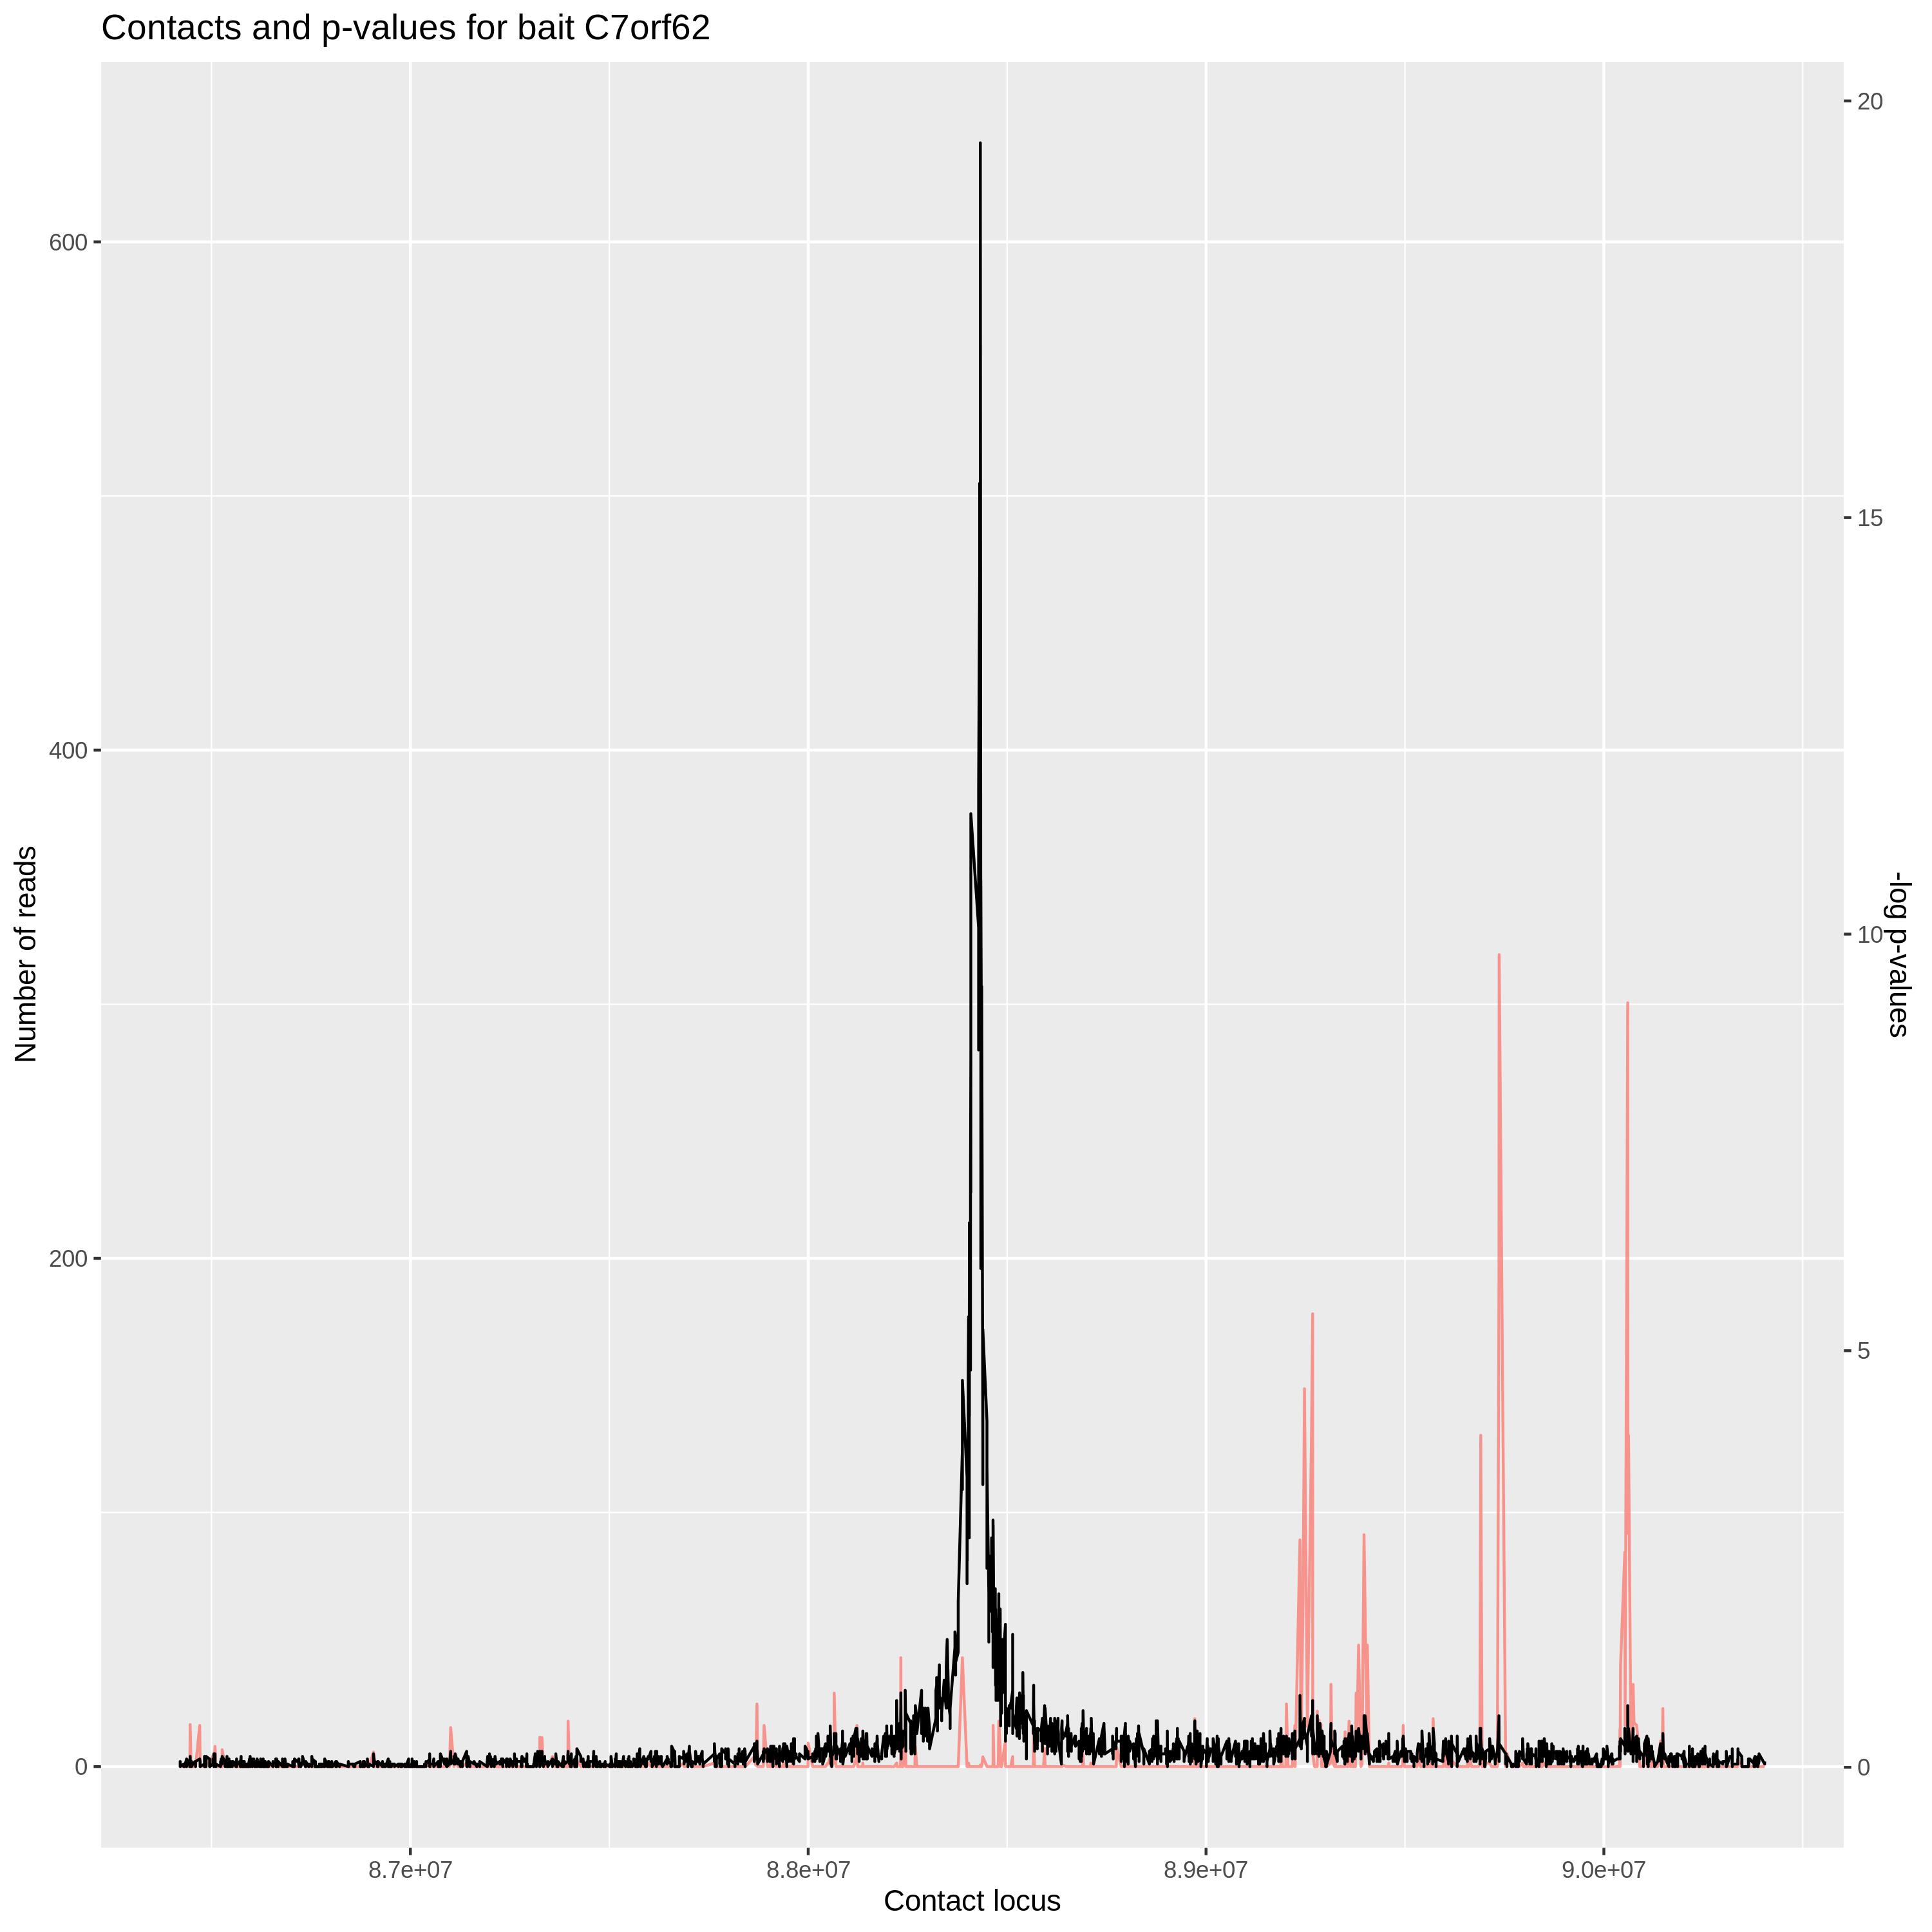 Contacts and p-values for bait C7orf62
20
600
15
400
10
Number of reads
-log p-values
200
5
0
0
8.7e+07
8.8e+07
8.9e+07
9.0e+07
Contact locus